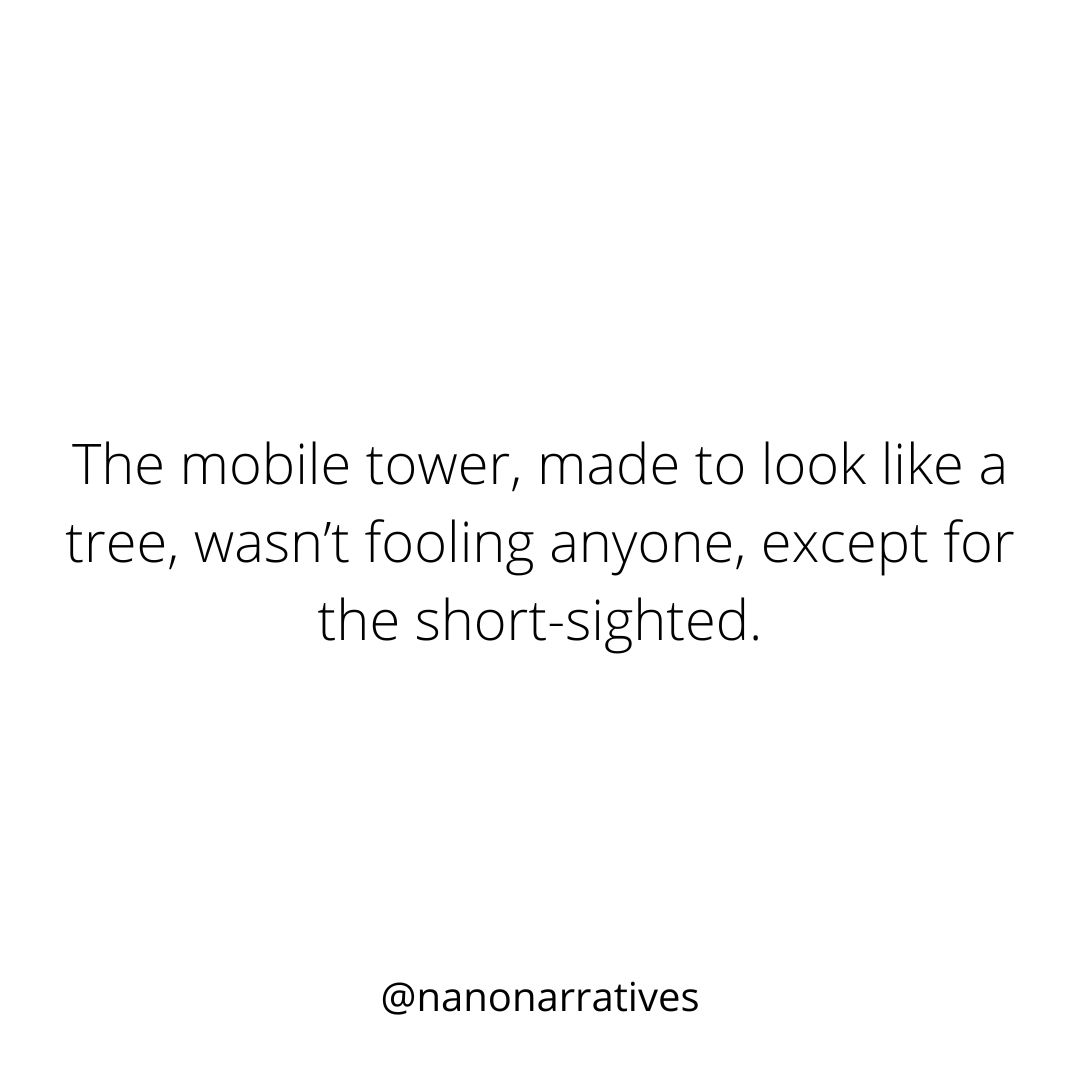 The mobile tower, made to look like a
tree, wasn’t fooling anyone, except for
the short-sighted.
@nanonarratives